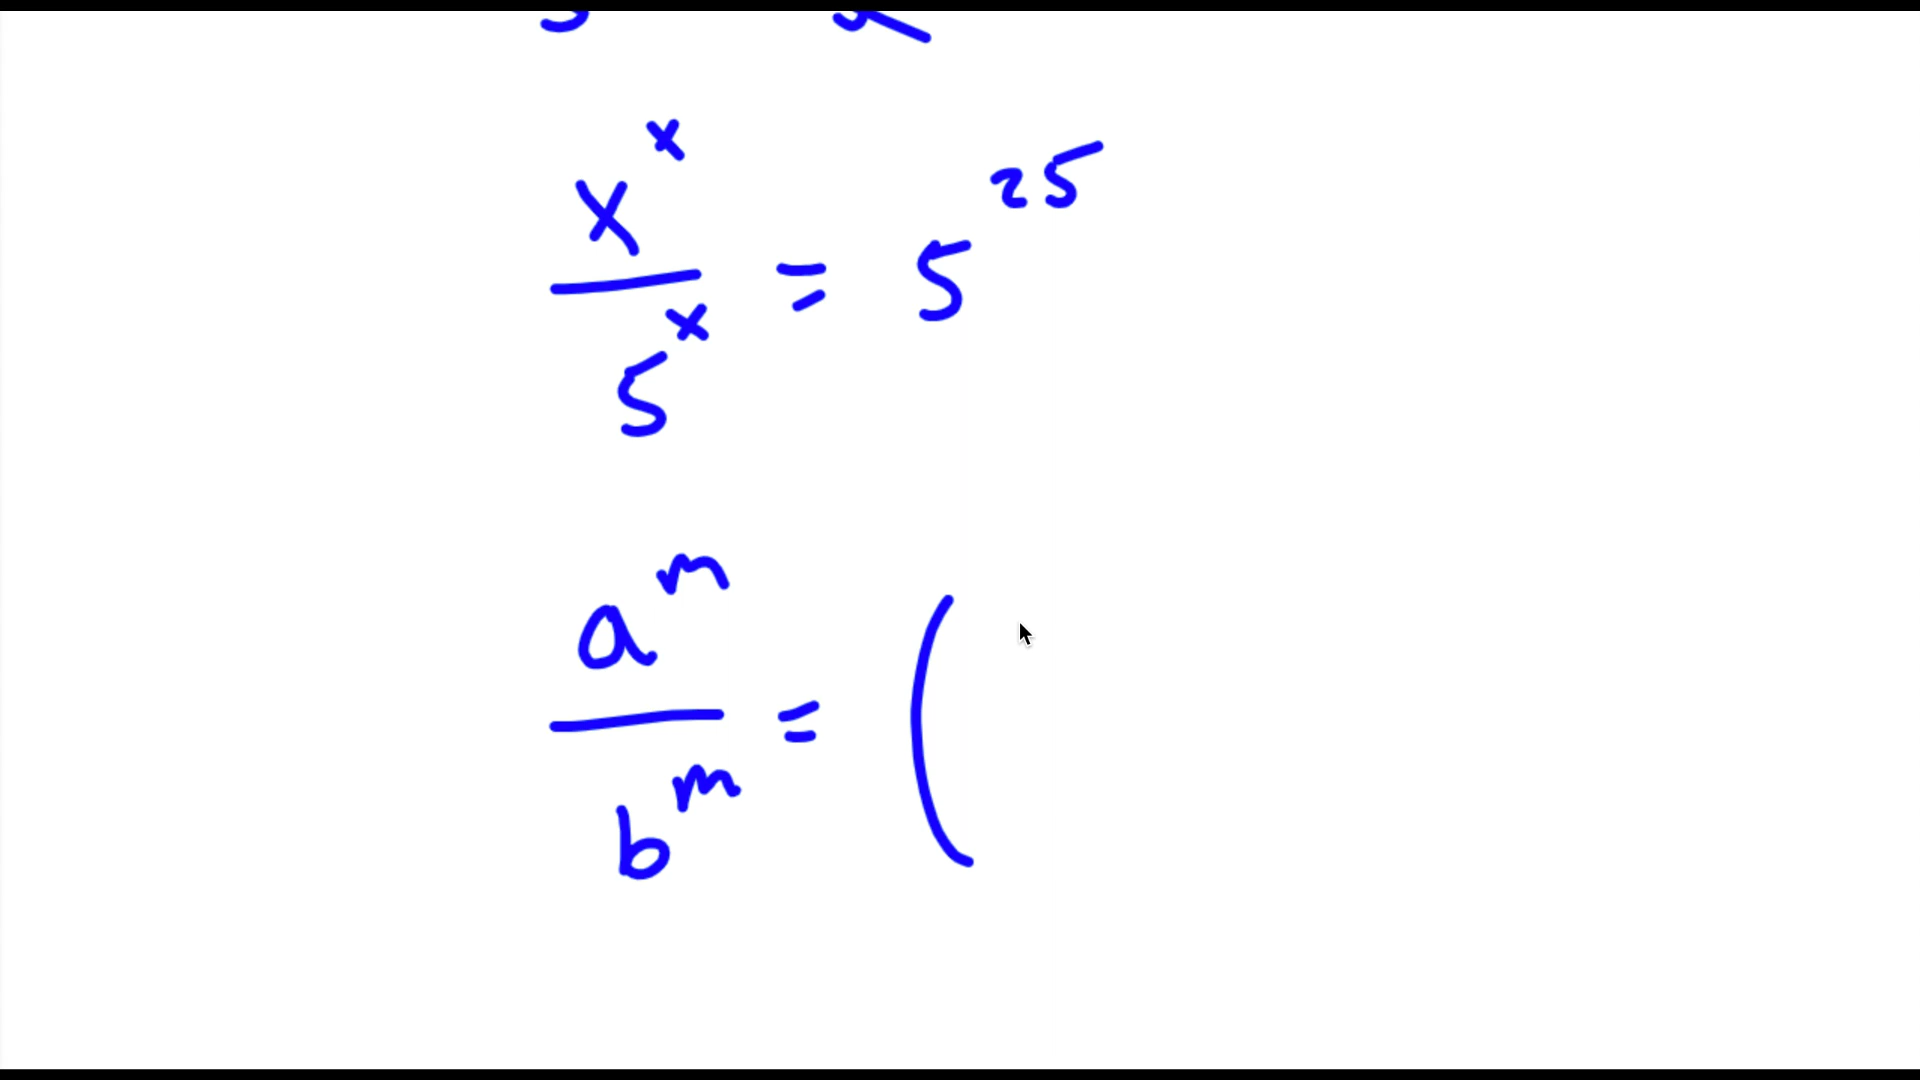 x^x / 5^x = 5^25
a^m / b^m = (